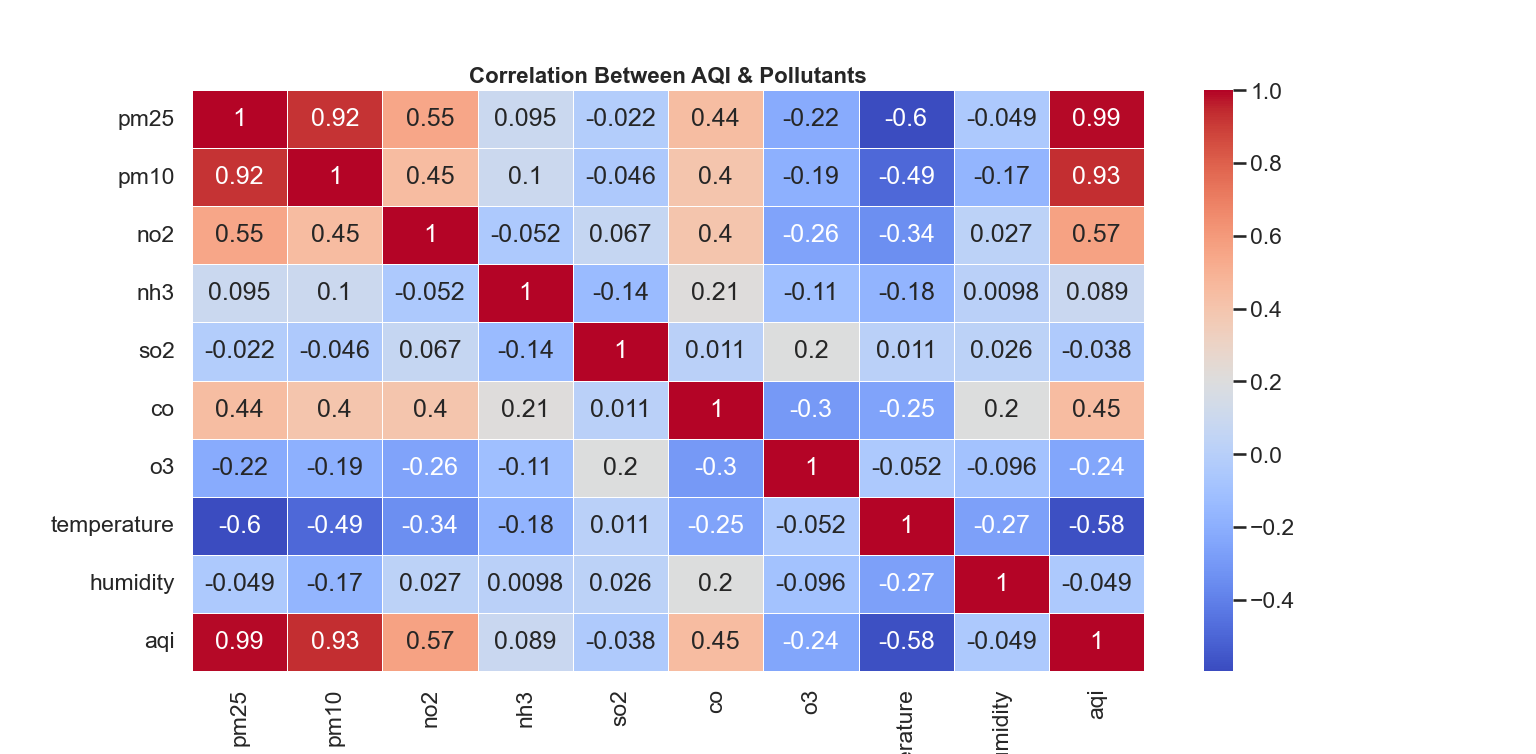 Correlation Between AQI & Pollutants
pm25 1 0.92 0.55 0.095 -0.022 0.44 -0.22 -0.6 -0.049 0.99
pm10 0.92 1 0.45 0.1 -0.046 0.4 -0.19 -0.49 -0.17 0.93
no2 0.55 0.45 1 -0.052 0.067 0.4 -0.26 -0.34 0.027 0.57
nh3 0.095 0.1 -0.052 1 -0.14 0.21 -0.11 -0.18 0.0098 0.089
so2 -0.022 -0.046 0.067 -0.14 1 0.011 0.2 0.011 0.026 -0.038
co 0.44 0.4 0.4 0.21 0.011 1 -0.3 -0.25 0.2 0.45
o3 -0.22 -0.19 -0.26 -0.11 0.2 -0.3 1 -0.052 -0.096 -0.24
temperature -0.6 -0.49 -0.34 -0.18 0.011 -0.25 -0.052 1 -0.27 -0.58
humidity -0.049 -0.17 0.027 0.0098 0.026 0.2 -0.096 -0.27 1 -0.049
aqi 0.99 0.93 0.57 0.089 -0.038 0.45 -0.24 -0.58 -0.049 1
pm25 pm10 no2 nh3 so2 co o3 erature midity aqi
1.0
0.8
0.6
0.4
0.2
0.0
−0.2
−0.4